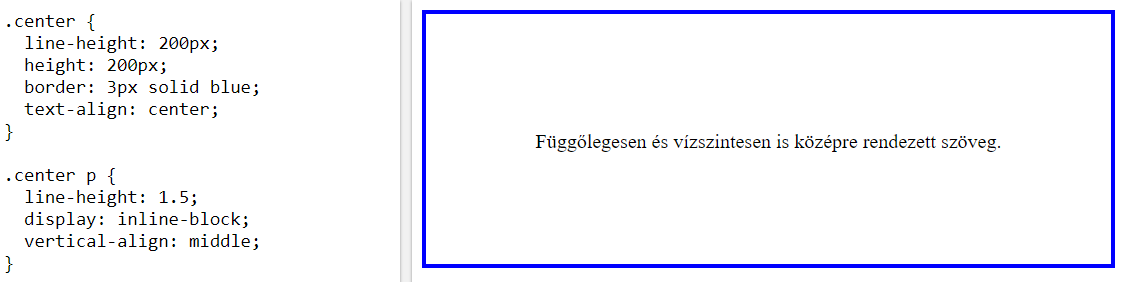 .center {
  line-height: 200px;
  height: 200px;
  border: 3px solid blue;
  text-align: center;
}
.center p {
  line-height: 1.5;
  display: inline-block;
  vertical-align: middle;
}
Függőlegesen és vízszintesen is középre rendezett szöveg.